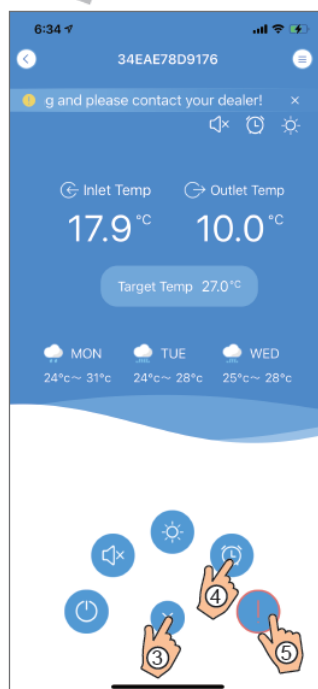 6:34
34EAE78D9176
g and please contact your dealer! ×
Inlet Temp Outlet Temp
17.9°C 10.0°C
Target Temp 27.0°C
MON TUE WED
24°c~ 31°c 24°c~ 28°c 25°c~ 28°c
④
③ ⑤